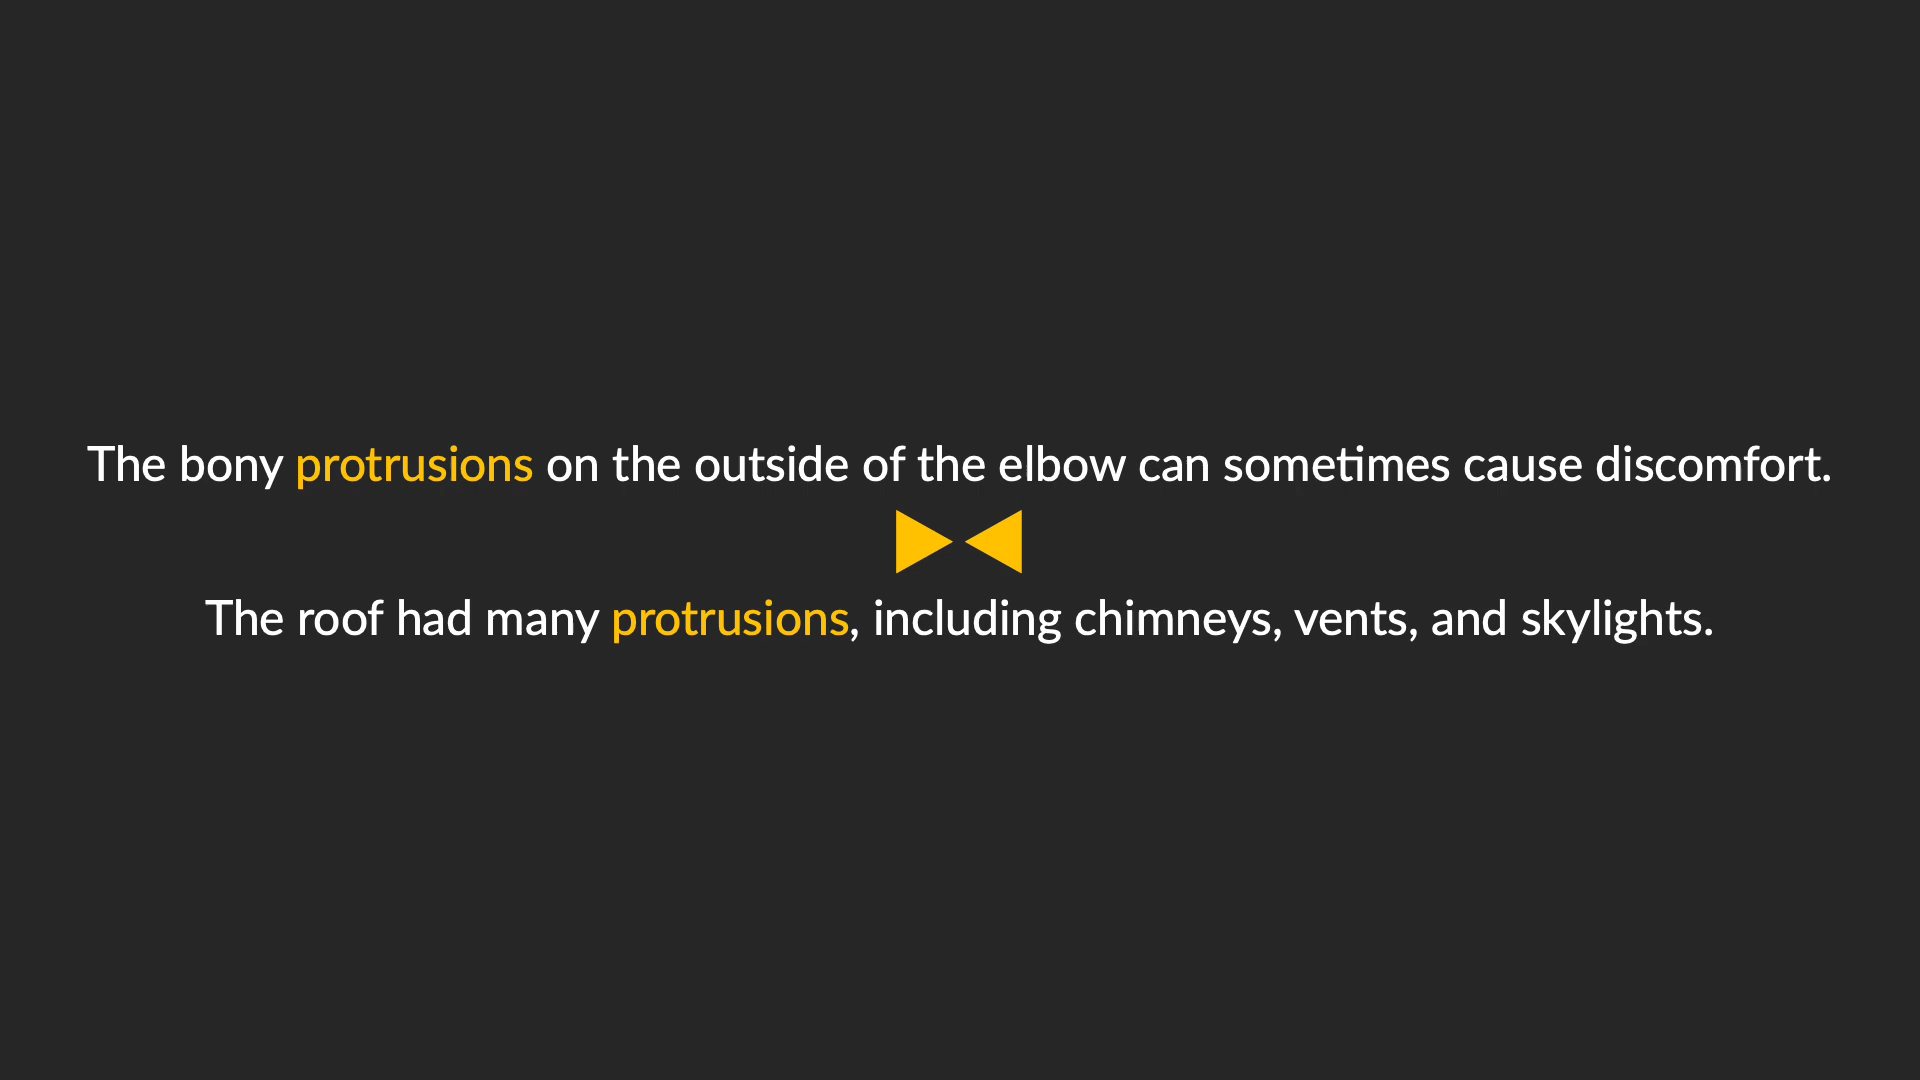 The bony protrusions on the outside of the elbow can sometimes cause discomfort.
The roof had many protrusions, including chimneys, vents, and skylights.